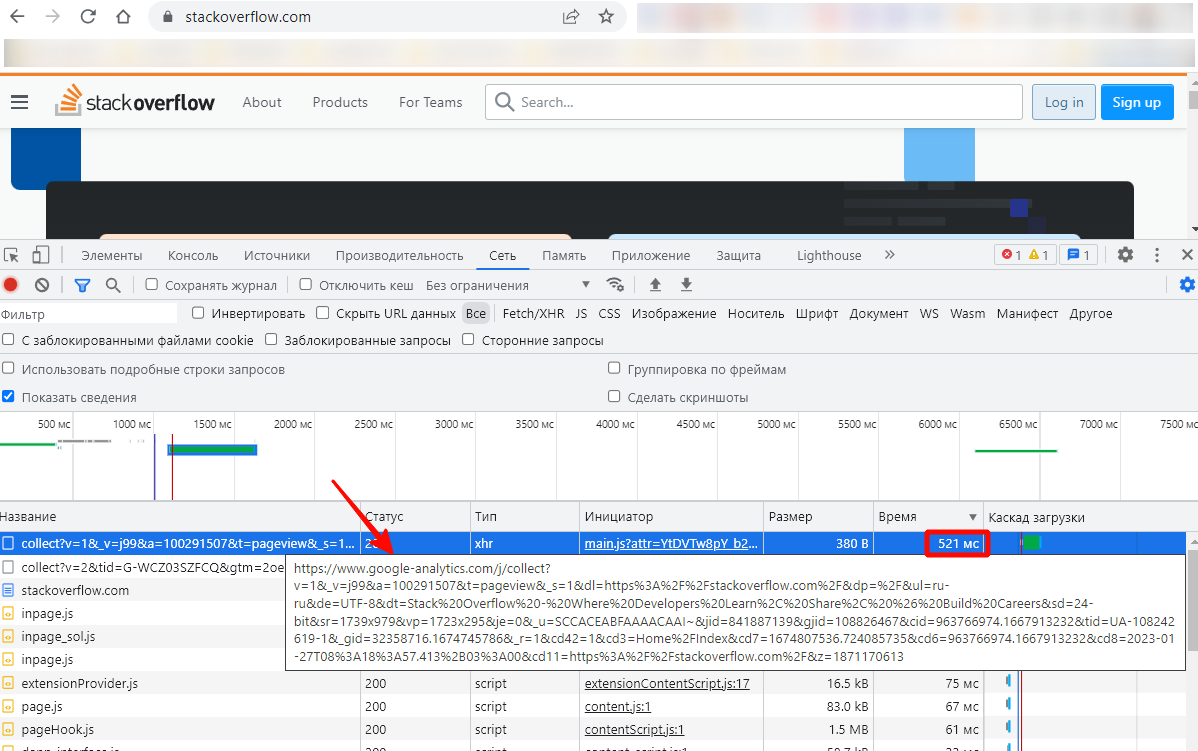 stackoverflow.com
stackoverflow About Products For Teams Search... Log in Sign up
Элементы Консоль Источники Производительность Сеть Память Приложение Защита Lighthouse » 1 1 1
Сохранять журнал Отключить кеш Без ограничения
Фильтр Инвертировать Скрыть URL данных Все Fetch/XHR JS CSS Изображение Носитель Шрифт Документ WS Wasm Манифест Другое
С заблокированными файлами cookie Заблокированные запросы Сторонние запросы
Использовать подробные строки запросов Группировка по фреймам
Показать сведения Сделать скриншоты
500 мс 1000 мс 1500 мс 2000 мс 2500 мс 3000 мс 3500 мс 4000 мс 4500 мс 5000 мс 5500 мс 6000 мс 6500 мс 7000 мс 7500 мс
Название Статус Тип Инициатор Размер Время Каскад загрузки
collect?v=1&_v=j99&a=100291507&t=pageview&_s=1... xhr main.js?attr=YtDVTw8pY_b2... 380 B 521 мс
collect?v=2&tid=G-WCZ03SZFCQ&gtm=2oe
https://www.google-analytics.com/j/collect?
v=1&_v=j99&a=100291507&t=pageview&_s=1&dl=https%3A%2F%2Fstackoverflow.com%2F&dp=%2F&ul=ru-
ru&de=UTF-8&dt=Stack%20Overflow%20-%20Where%20Developers%20Learn%2C%20Share%2C%20%26%20Build%20Careers&sd=24-
bit&sr=1739x979&vp=1723x295&je=0&_u=SCCACEABFAAAACAAI~&jid=841887139&gjid=108826467&cid=963766974.1667913232&tid=UA-108242
619-1&_gid=32358716.1674745786&_r=1&cd42=1&cd3=Home%2FIndex&cd7=1674807536.724085735&cd6=963766974.1667913232&cd8=2023-01
-27T08%3A18%3A57.413%2B03%3A00&cd11=https%3A%2F%2Fstackoverflow.com%2F&z=1871170613
stackoverflow.com
inpage.js
inpage_sol.js
inpage.js
extensionProvider.js 200 script extensionContentScript.js:17 16.5 kB 75 мс
page.js 200 script content.js:1 83.0 kB 67 мс
pageHook.js 200 script contentScript.js:1 1.5 MB 61 мс